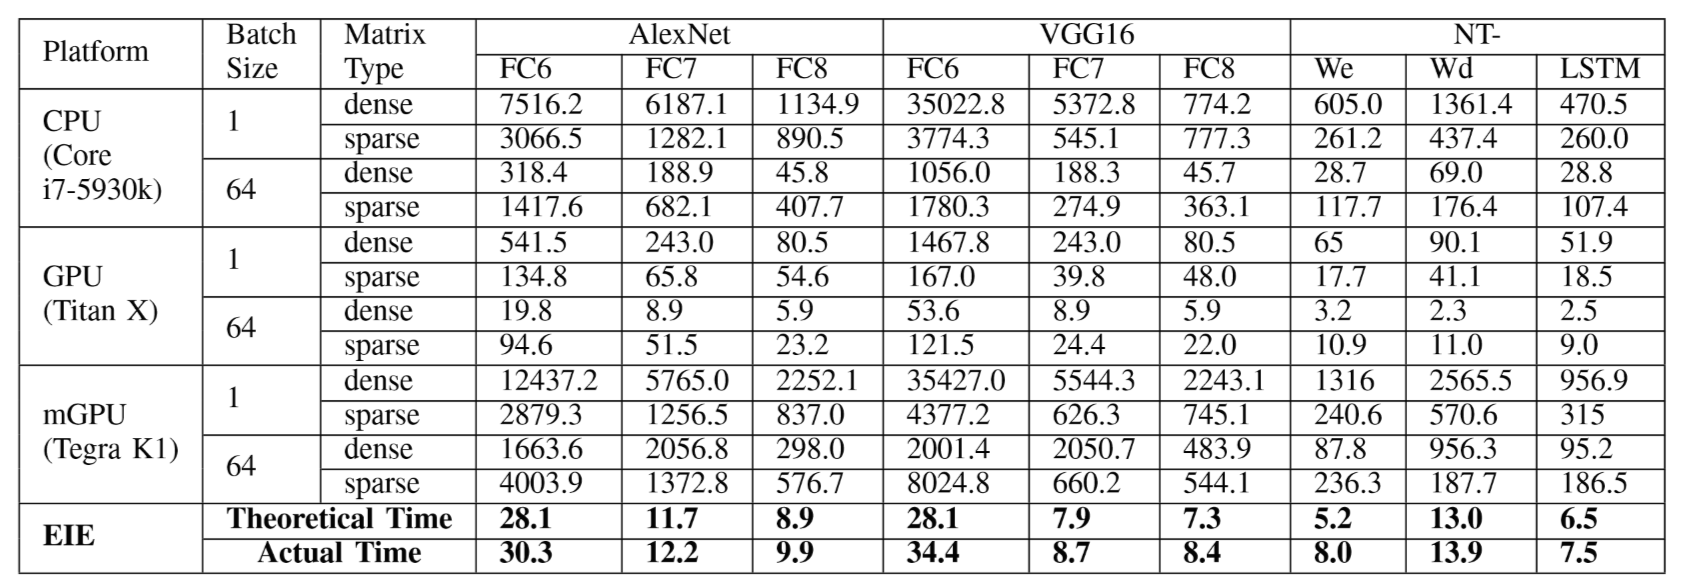 Platform Batch Size Matrix Type AlexNet VGG16 NT-
FC6 FC7 FC8 FC6 FC7 FC8 We Wd LSTM
CPU (Core i7-5930k) 1 dense 7516.2 6187.1 1134.9 35022.8 5372.8 774.2 605.0 1361.4 470.5
sparse 3066.5 1282.1 890.5 3774.3 545.1 777.3 261.2 437.4 260.0
64 dense 318.4 188.9 45.8 1056.0 188.3 45.7 28.7 69.0 28.8
sparse 1417.6 682.1 407.7 1780.3 274.9 363.1 117.7 176.4 107.4
GPU (Titan X) 1 dense 541.5 243.0 80.5 1467.8 243.0 80.5 65 90.1 51.9
sparse 134.8 65.8 54.6 167.0 39.8 48.0 17.7 41.1 18.5
64 dense 19.8 8.9 5.9 53.6 8.9 5.9 3.2 2.3 2.5
sparse 94.6 51.5 23.2 121.5 24.4 22.0 10.9 11.0 9.0
mGPU (Tegra K1) 1 dense 12437.2 5765.0 2252.1 35427.0 5544.3 2243.1 1316 2565.5 956.9
sparse 2879.3 1256.5 837.0 4377.2 626.3 745.1 240.6 570.6 315
64 dense 1663.6 2056.8 298.0 2001.4 2050.7 483.9 87.8 956.3 95.2
sparse 4003.9 1372.8 576.7 8024.8 660.2 544.1 236.3 187.7 186.5
EIE Theoretical Time 28.1 11.7 8.9 28.1 7.9 7.3 5.2 13.0 6.5
Actual Time 30.3 12.2 9.9 34.4 8.7 8.4 8.0 13.9 7.5